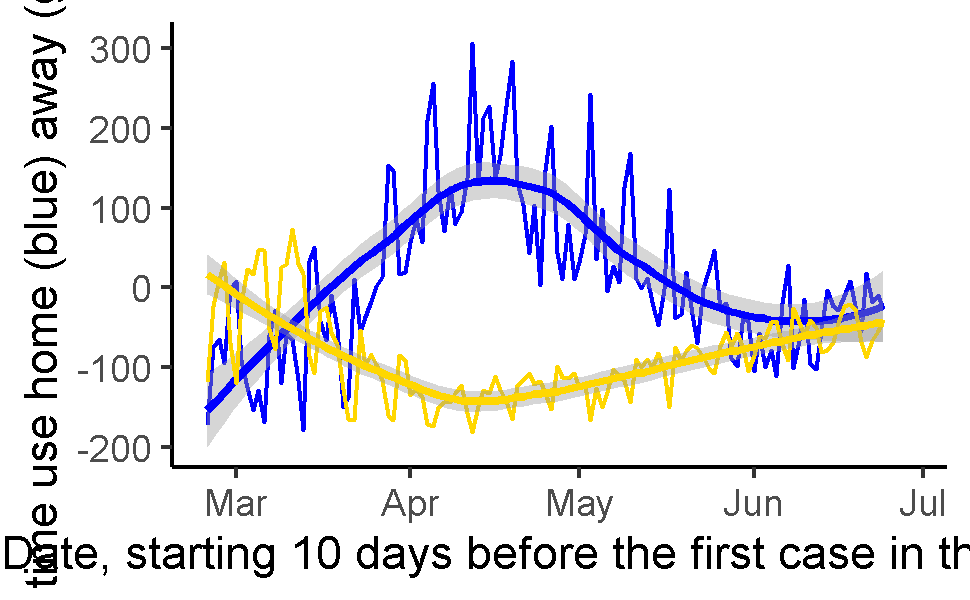 time use home (blue) away (
300
200
100
0
-100
-200
Mar Apr May Jun Jul
Date, starting 10 days before the first case in th